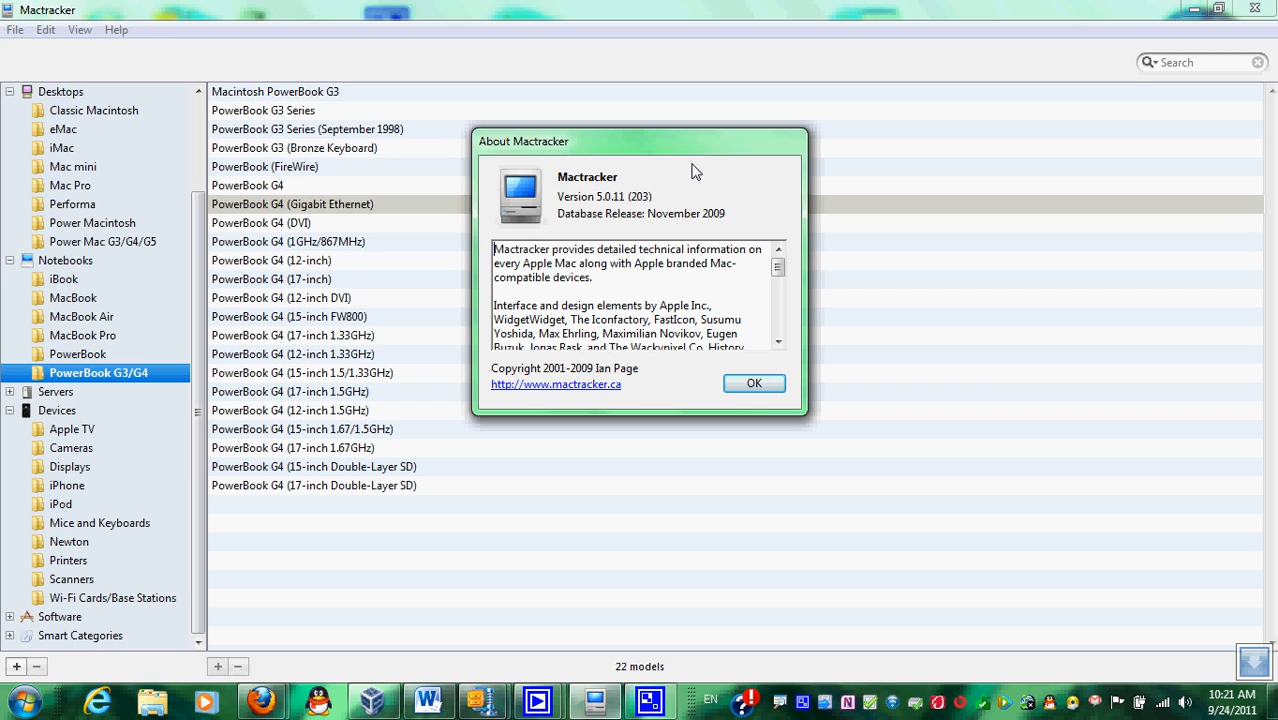 Mactracker
File Edit View Help
Search
Desktops
Classic Macintosh
eMac
iMac
Mac mini
Mac Pro
Performa
Power Macintosh
Power Mac G3/G4/G5
Notebooks
iBook
MacBook
MacBook Air
MacBook Pro
PowerBook
PowerBook G3/G4
Servers
Devices
Apple TV
Cameras
Displays
iPhone
iPod
Mice and Keyboards
Newton
Printers
Scanners
Wi-Fi Cards/Base Stations
Software
Smart Categories
Macintosh PowerBook G3
PowerBook G3 Series
PowerBook G3 Series (September 1998)
PowerBook G3 (Bronze Keyboard)
PowerBook (FireWire)
PowerBook G4
PowerBook G4 (Gigabit Ethernet)
PowerBook G4 (DVI)
PowerBook G4 (1GHz/867MHz)
PowerBook G4 (12-inch)
PowerBook G4 (17-inch)
PowerBook G4 (12-inch DVI)
PowerBook G4 (15-inch FW800)
PowerBook G4 (17-inch 1.33GHz)
PowerBook G4 (12-inch 1.33GHz)
PowerBook G4 (15-inch 1.5/1.33GHz)
PowerBook G4 (17-inch 1.5GHz)
PowerBook G4 (12-inch 1.5GHz)
PowerBook G4 (15-inch 1.67/1.5GHz)
PowerBook G4 (17-inch 1.67GHz)
PowerBook G4 (15-inch Double-Layer SD)
PowerBook G4 (17-inch Double-Layer SD)
About Mactracker
Mactracker
Version 5.0.11 (203)
Database Release: November 2009
Mactracker provides detailed technical information on
every Apple Mac along with Apple branded Mac-
compatible devices.
Interface and design elements by Apple Inc.,
WidgetWidget, The Iconfactory, FastIcon, Susumu
Yoshida, Max Ehrling, Maximilian Novikov, Eugen
Buzuk, Jonas Rask, and The Wackypixel Co. History
Copyright 2001-2009 Ian Page
http://www.mactracker.ca
OK
22 models
EN
10:21 AM
9/24/2011